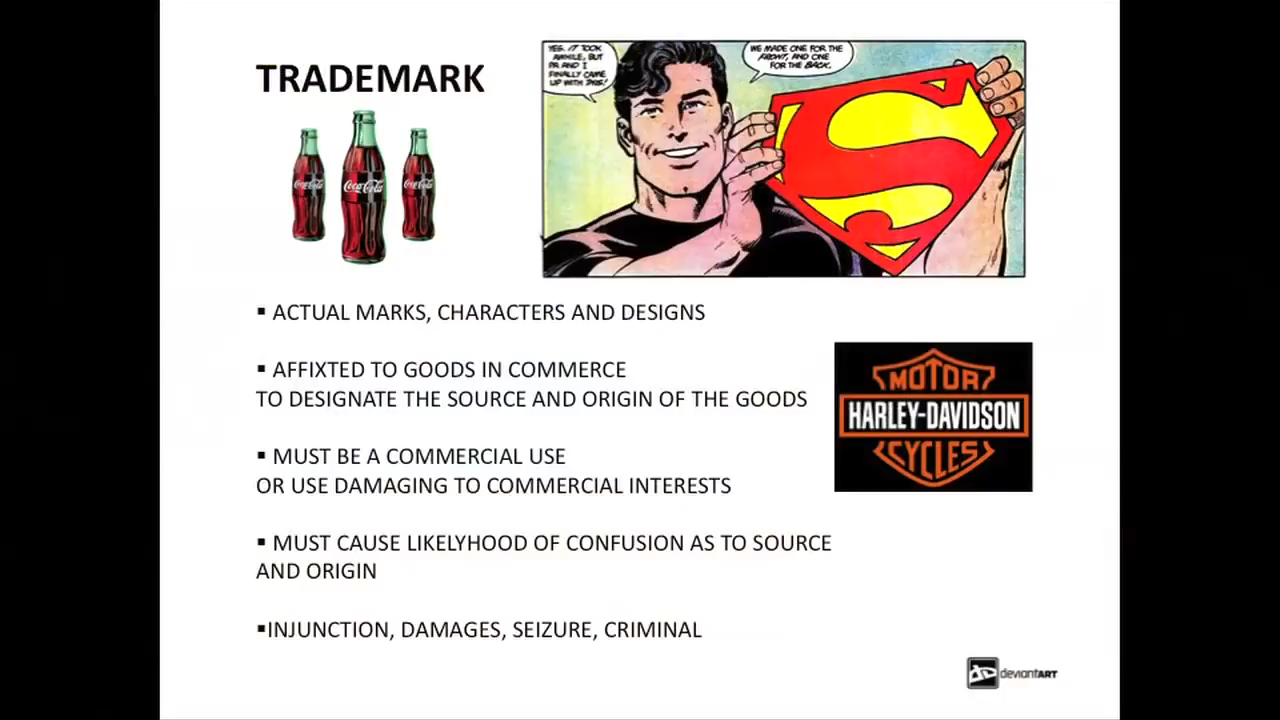 TRADEMARK
YES. IT TOOK
AWHILE, BUT
PR AND I
FINALLY CAME
UP WITH THIS!
WE MADE ONE FOR THE
FRONT, AND ONE
FOR THE BACK.
Coca-Cola
Coca-Cola
Coca-Cola
S
▪ ACTUAL MARKS, CHARACTERS AND DESIGNS
▪ AFFIXTED TO GOODS IN COMMERCE
TO DESIGNATE THE SOURCE AND ORIGIN OF THE GOODS
MOTOR
HARLEY-DAVIDSON
CYCLES
▪ MUST BE A COMMERCIAL USE
OR USE DAMAGING TO COMMERCIAL INTERESTS
▪ MUST CAUSE LIKELYHOOD OF CONFUSION AS TO SOURCE
AND ORIGIN
▪INJUNCTION, DAMAGES, SEIZURE, CRIMINAL
deviantART